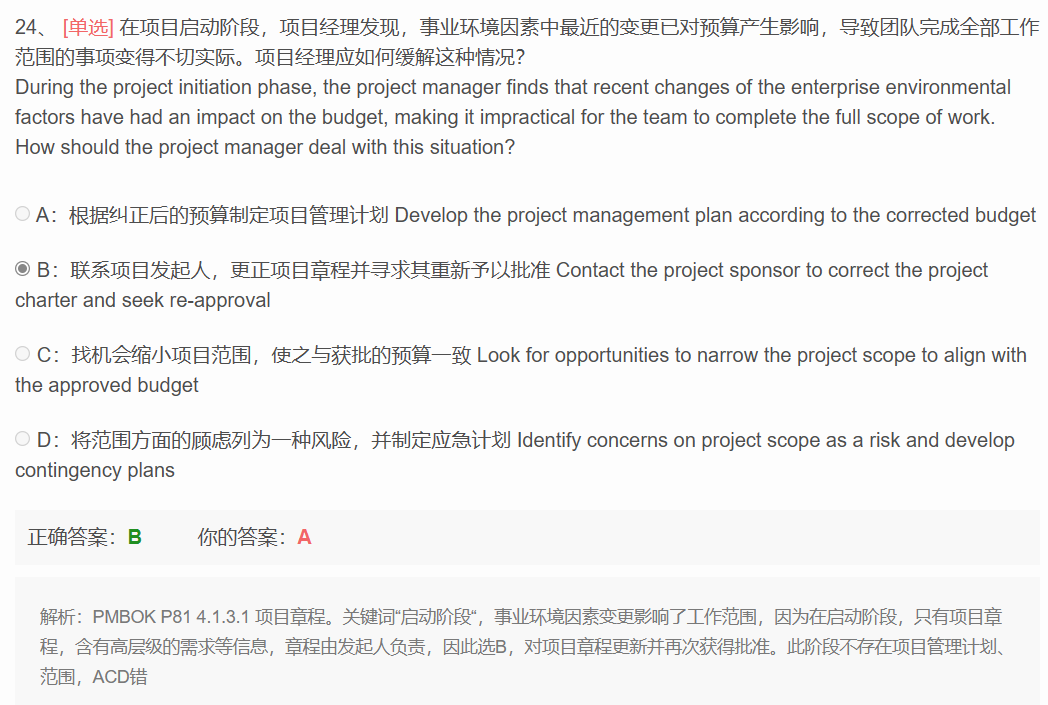 24、 [单选] 在项目启动阶段，项目经理发现，事业环境因素中最近的变更已对预算产生影响，导致团队完成全部工作
范围的事项变得不切实际。项目经理应如何缓解这种情况？
During the project initiation phase, the project manager finds that recent changes of the enterprise environmental
factors have had an impact on the budget, making it impractical for the team to complete the full scope of work.
How should the project manager deal with this situation?
A：根据纠正后的预算制定项目管理计划 Develop the project management plan according to the corrected budget
B：联系项目发起人，更正项目章程并寻求其重新予以批准 Contact the project sponsor to correct the project
charter and seek re-approval
C：找机会缩小项目范围，使之与获批的预算一致 Look for opportunities to narrow the project scope to align with
the approved budget
D：将范围方面的顾虑列为一种风险，并制定应急计划 Identify concerns on project scope as a risk and develop
contingency plans
正确答案：B 你的答案：A
解析：PMBOK P81 4.1.3.1 项目章程。关键词“启动阶段“，事业环境因素变更影响了工作范围，因为在启动阶段，只有项目章
程，含有高层级的需求等信息，章程由发起人负责，因此选B，对项目章程更新并再次获得批准。此阶段不存在项目管理计划、
范围，ACD错